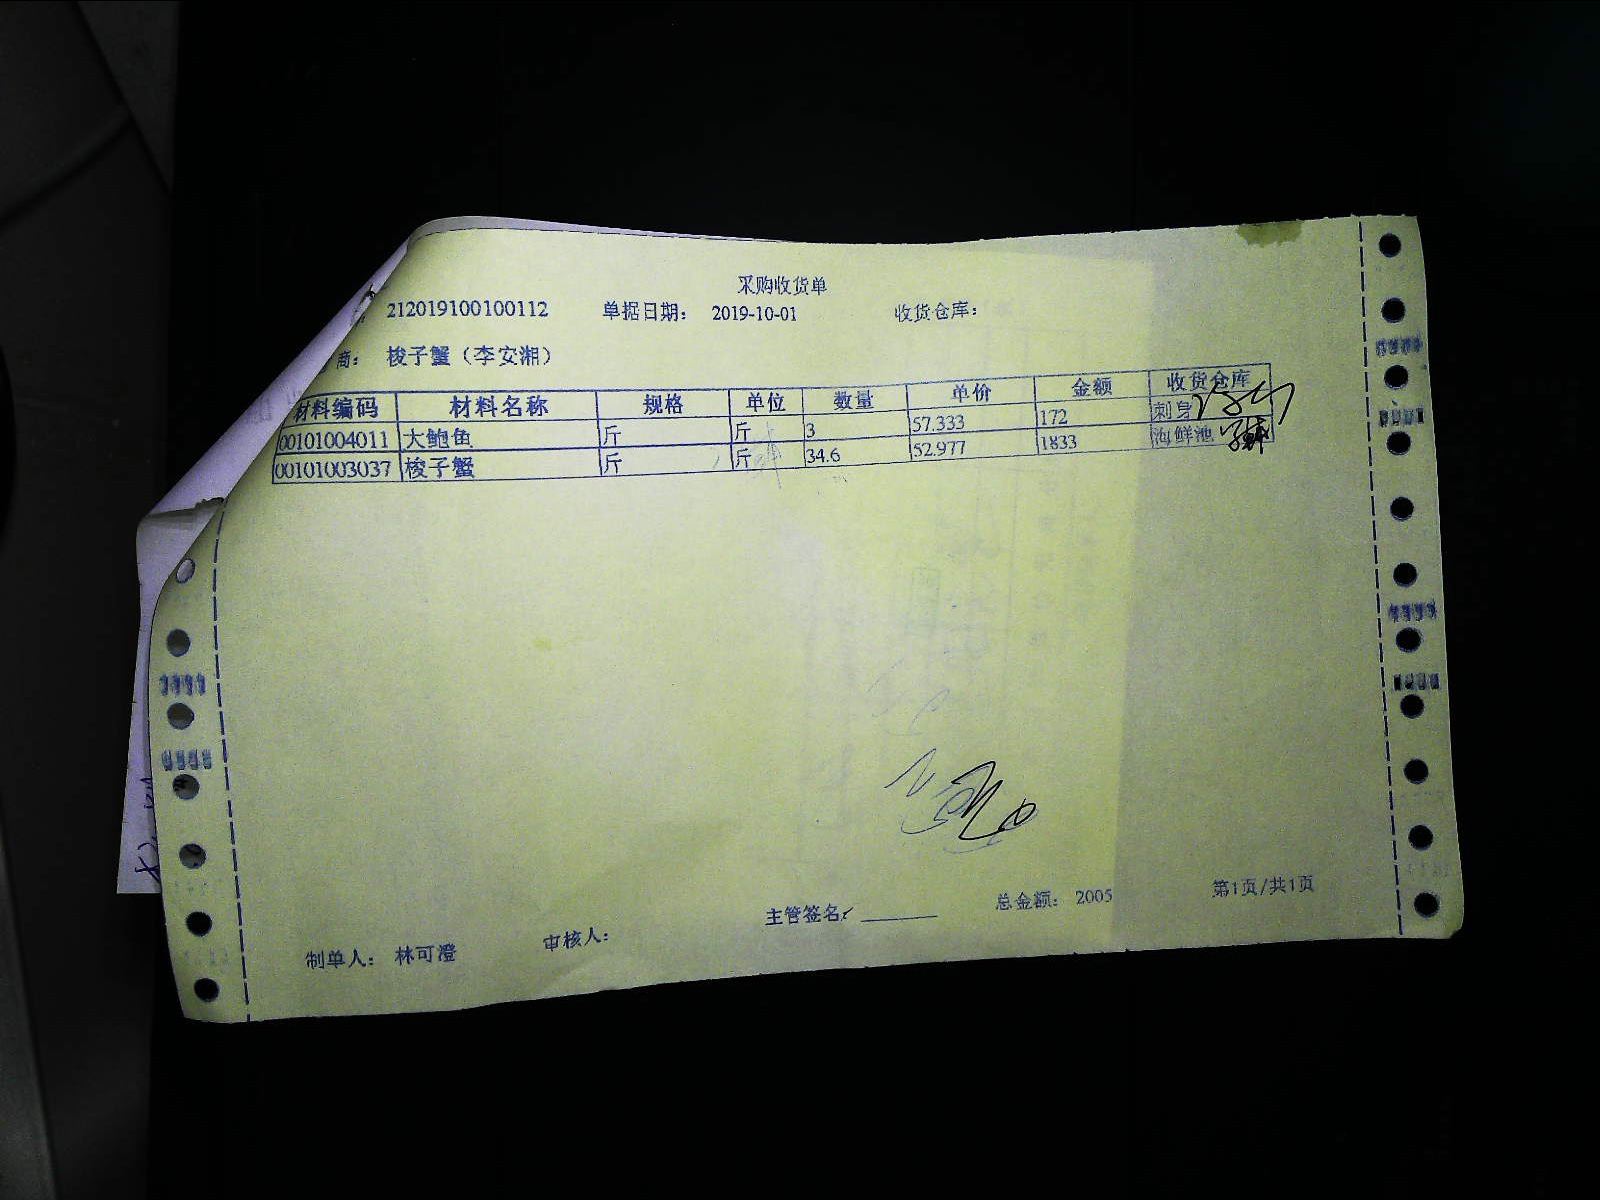 采购收货单
212019100100112 单据日期: 2019-10-01 收货仓库:
商: 梭子蟹(李安湘)
材料编码 材料名称 规格 单位 数量 单价 金额 收货仓库
00101004011 大鲍鱼 斤 斤 3 57.333 172 刺身
00101003037 梭子蟹 斤 斤 34.6 52.977 1833 海鲜池
制单人: 林可澄 审核人: 主管签名: 总金额: 2005 第1页/共1页